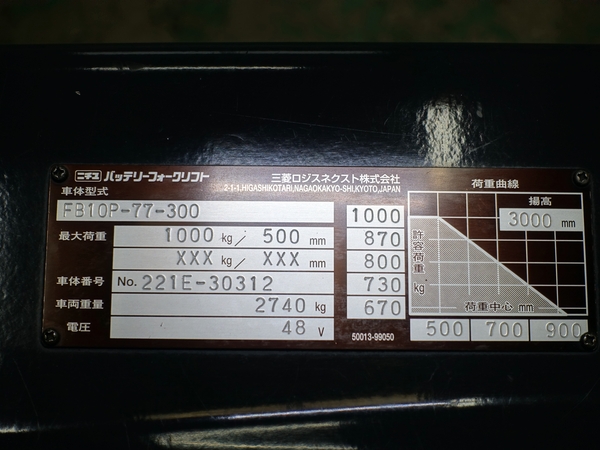 ニチユ バッテリーフォークリフト 三菱ロジスネクスト株式会社
2-1-1,HIGASHIKOTARI,NAGAOKAKYO-SHI,KYOTO,JAPAN
車体型式
FB10P-77-300
最大荷重 1000 kg／ 500 mm
XXX kg／ XXX mm
車体番号 No. 221E-30312
車両重量 2740 kg
電圧 48 V
1000
870
800
730
670
50013-99050
荷重曲線
揚高
3000 mm
許容荷重 kg
荷重中心 mm
500 700 900